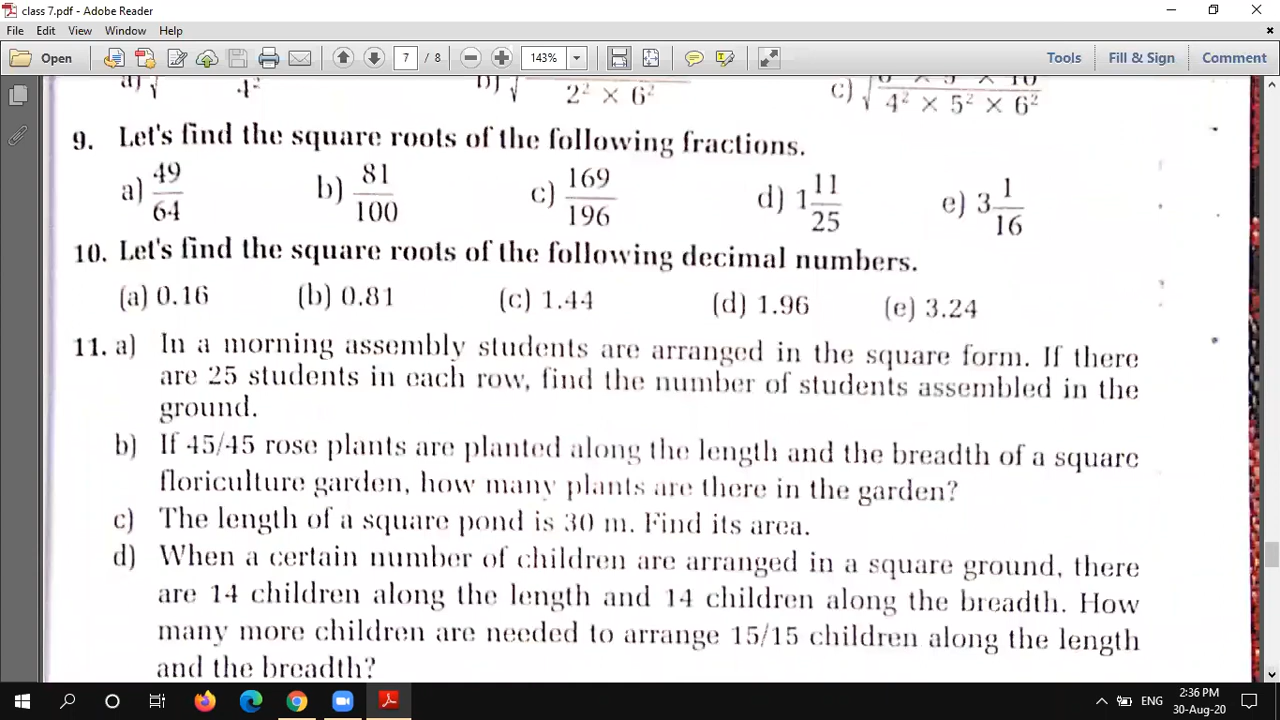 class 7.pdf - Adobe Reader
File Edit View Window Help
Open 7 / 8 143% Tools Fill & Sign Comment
a) √ 4² b) √ 2² × 6² c) √ 4² × 5² × 6²
9. Let's find the square roots of the following fractions.
a) 49/64 b) 81/100 c) 169/196 d) 1 11/25 e) 3 1/16
10. Let's find the square roots of the following decimal numbers.
(a) 0.16 (b) 0.81 (c) 1.44 (d) 1.96 (e) 3.24
11. a) In a morning assembly students are arranged in the square form. If there
are 25 students in each row, find the number of students assembled in the
ground.
b) If 45/45 rose plants are planted along the length and the breadth of a square
floriculture garden, how many plants are there in the garden?
c) The length of a square pond is 30 m. Find its area.
d) When a certain number of children are arranged in a square ground, there
are 14 children along the length and 14 children along the breadth. How
many more children are needed to arrange 15/15 children along the length
and the breadth?
ENG 2:36 PM
30-Aug-20